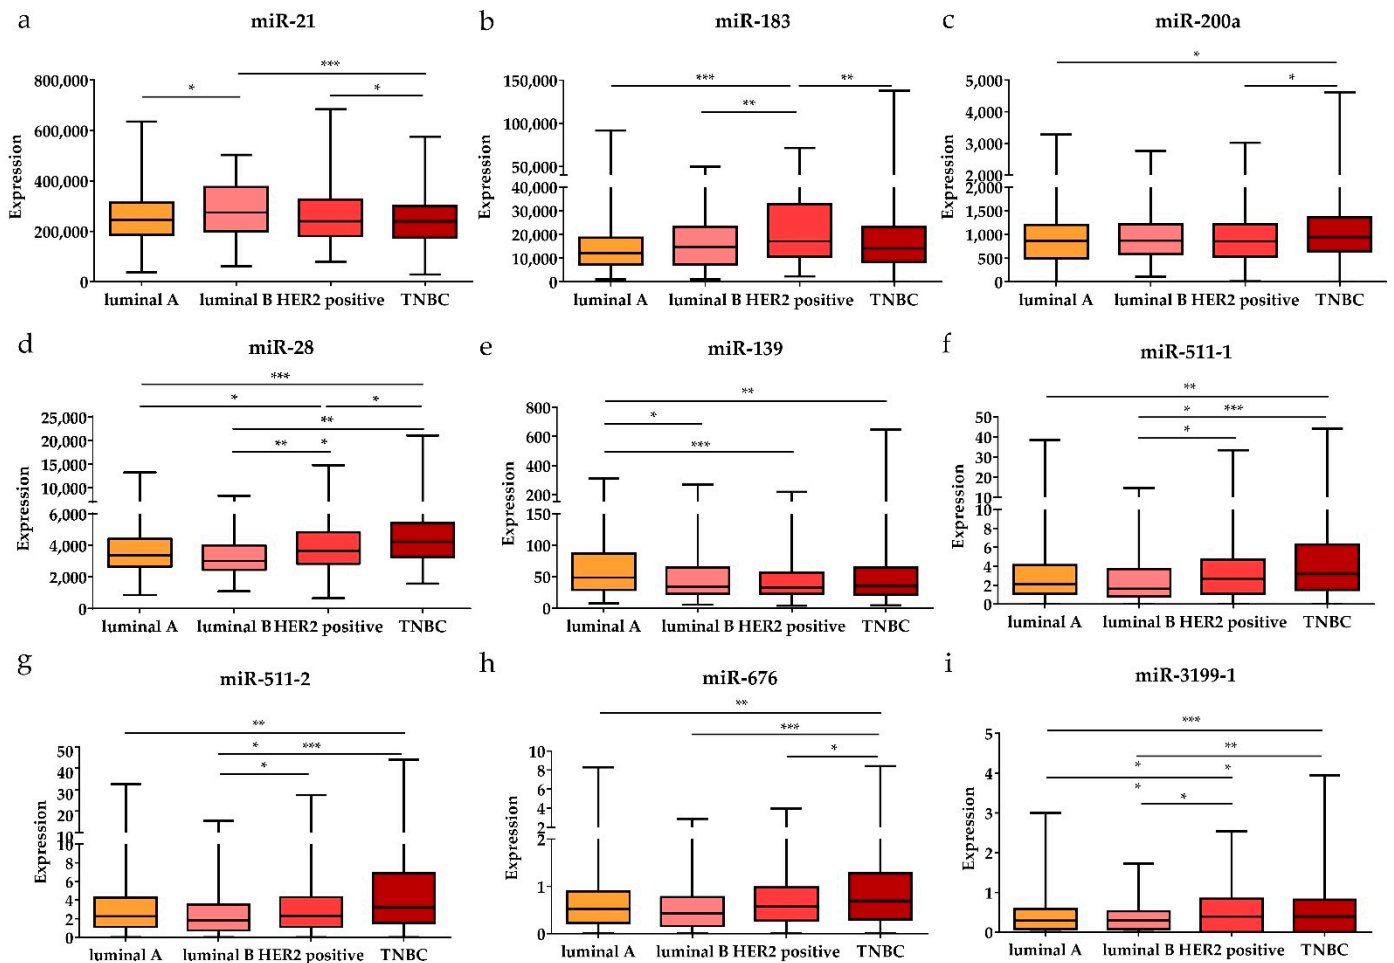 a
miR-21
***
*
*
Expression
800,000
600,000
400,000
200,000
0
luminal A luminal B HER2 positive TNBC
b
miR-183
***
**
**
Expression
150,000
100,000
50,000
40,000
30,000
20,000
10,000
0
luminal A luminal B HER2 positive TNBC
c
miR-200a
*
*
Expression
5,000
4,000
3,000
2,000
2,000
1,500
1,000
500
0
luminal A luminal B HER2 positive TNBC
d
miR-28
***
* *
** **
** *
Expression
25,000
20,000
15,000
10,000
6,000
4,000
2,000
0
luminal A luminal B HER2 positive TNBC
e
miR-139
**
*
***
Expression
800
600
400
200
150
100
50
0
luminal A luminal B HER2 positive TNBC
f
miR-511-1
**
* ***
*
Expression
50
40
30
20
10
10
8
6
4
2
0
luminal A luminal B HER2 positive TNBC
g
miR-511-2
**
* ***
*
Expression
50
40
30
20
10
10
8
6
4
2
0
luminal A luminal B HER2 positive TNBC
h
miR-676
**
***
*
Expression
10
8
6
4
2
2
1
0
luminal A luminal B HER2 positive TNBC
i
miR-3199-1
***
**
* *
* *
Expression
5
4
3
2
1
0
luminal A luminal B HER2 positive TNBC